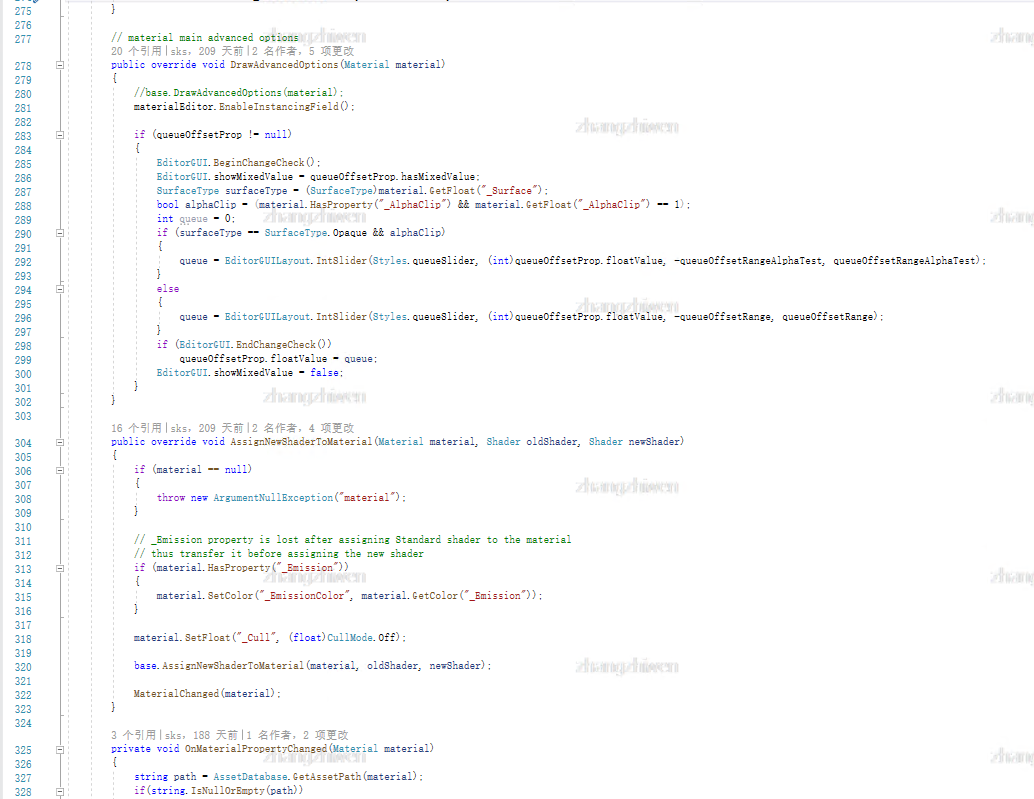 275 }
276
277 // material main advanced options
20 个引用|sks, 209 天前|2 名作者, 5 项更改
278 public override void DrawAdvancedOptions(Material material)
279 {
280 //base.DrawAdvancedOptions(material);
281 materialEditor.EnableInstancingField();
282
283 if (queueOffsetProp != null)
284 {
285 EditorGUI.BeginChangeCheck();
286 EditorGUI.showMixedValue = queueOffsetProp.hasMixedValue;
287 SurfaceType surfaceType = (SurfaceType)material.GetFloat("_Surface");
288 bool alphaClip = (material.HasProperty("_AlphaClip") && material.GetFloat("_AlphaClip") == 1);
289 int queue = 0;
290 if (surfaceType == SurfaceType.Opaque && alphaClip)
291 {
292 queue = EditorGUILayout.IntSlider(Styles.queueSlider, (int)queueOffsetProp.floatValue, -queueOffsetRangeAlphaTest, queueOffsetRangeAlphaTest);
293 }
294 else
295 {
296 queue = EditorGUILayout.IntSlider(Styles.queueSlider, (int)queueOffsetProp.floatValue, -queueOffsetRange, queueOffsetRange);
297 }
298 if (EditorGUI.EndChangeCheck())
299 queueOffsetProp.floatValue = queue;
300 EditorGUI.showMixedValue = false;
301 }
302 }
303
16 个引用|sks, 209 天前|2 名作者, 4 项更改
304 public override void AssignNewShaderToMaterial(Material material, Shader oldShader, Shader newShader)
305 {
306 if (material == null)
307 {
308 throw new ArgumentNullException("material");
309 }
310
311 // _Emission property is lost after assigning Standard shader to the material
312 // thus transfer it before assigning the new shader
313 if (material.HasProperty("_Emission"))
314 {
315 material.SetColor("_EmissionColor", material.GetColor("_Emission"));
316 }
317
318 material.SetFloat("_Cull", (float)CullMode.Off);
319
320 base.AssignNewShaderToMaterial(material, oldShader, newShader);
321
322 MaterialChanged(material);
323 }
324
3 个引用|sks, 188 天前|1 名作者, 2 项更改
325 private void OnMaterialPropertyChanged(Material material)
326 {
327 string path = AssetDatabase.GetAssetPath(material);
328 if(string.IsNullOrEmpty(path))